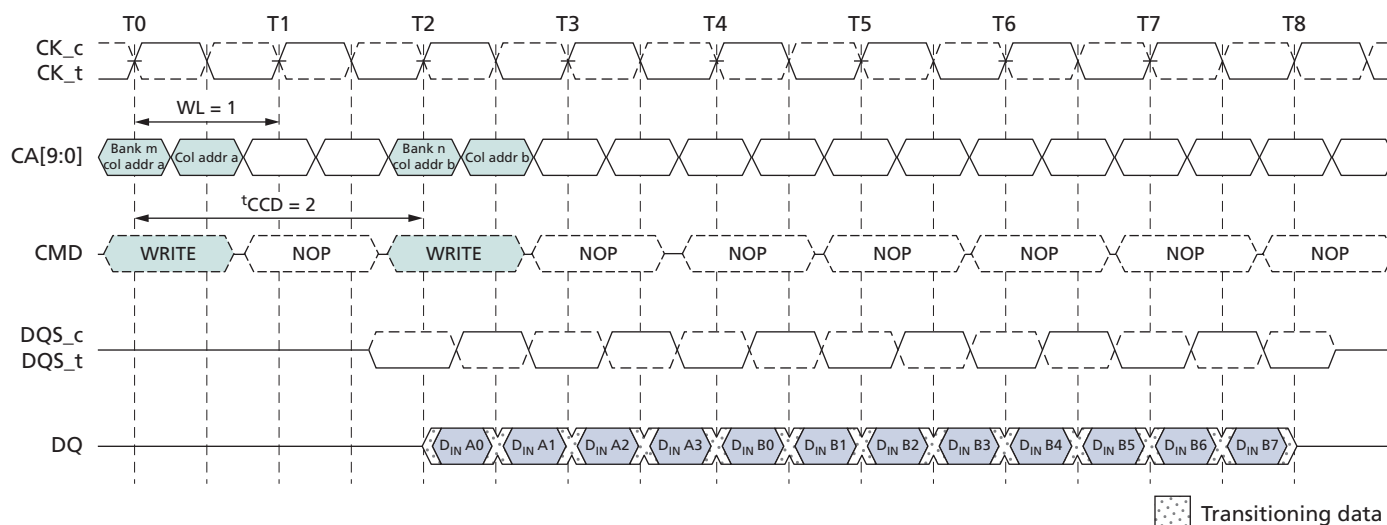 T0 T1 T2 T3 T4 T5 T6 T7 T8
CK_c
CK_t
WL = 1
CA[9:0]
Bank m
col addr a
Col addr a
Bank n
col addr b
Col addr b
tCCD = 2
CMD
WRITE NOP WRITE NOP NOP NOP NOP NOP NOP
DQS_c
DQS_t
DQ
DIN A0 DIN A1 DIN A2 DIN A3 DIN B0 DIN B1 DIN B2 DIN B3 DIN B4 DIN B5 DIN B6 DIN B7
Transitioning data